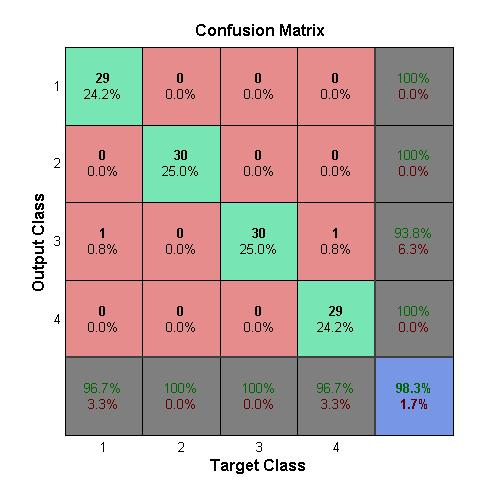 Confusion Matrix
29 0 0 0 100%
1
24.2% 0.0% 0.0% 0.0% 0.0%
0 30 0 0 100%
2
0.0% 25.0% 0.0% 0.0% 0.0%
1 0 30 1 93.8%
3
0.8% 0.0% 25.0% 0.8% 6.3%
0 0 0 29 100%
4
0.0% 0.0% 0.0% 24.2% 0.0%
96.7% 100% 100% 96.7% 98.3%
3.3% 0.0% 0.0% 3.3% 1.7%
1 2 3 4
Target Class
Output Class